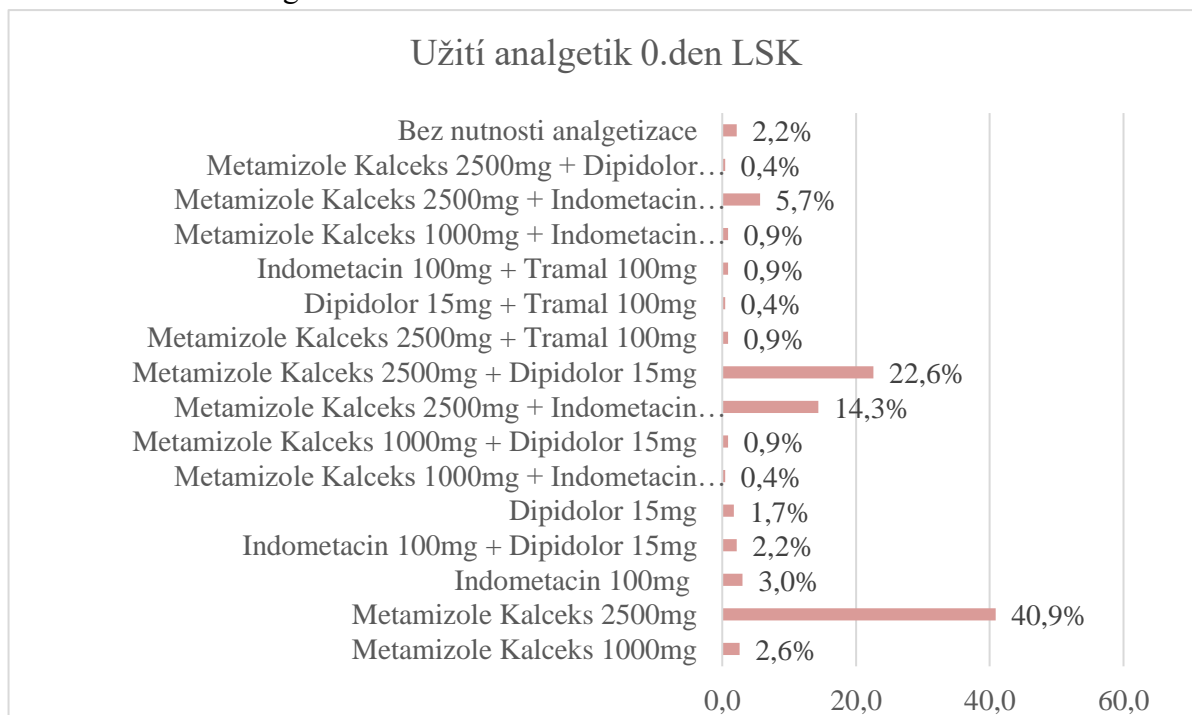 Užití analgetik 0.den LSK
Bez nutnosti analgetizace 2,2%
Metamizole Kalceks 2500mg + Dipidolor… 0,4%
Metamizole Kalceks 2500mg + Indometacin… 5,7%
Metamizole Kalceks 1000mg + Indometacin… 0,9%
Indometacin 100mg + Tramal 100mg 0,9%
Dipidolor 15mg + Tramal 100mg 0,4%
Metamizole Kalceks 2500mg + Tramal 100mg 0,9%
Metamizole Kalceks 2500mg + Dipidolor 15mg 22,6%
Metamizole Kalceks 2500mg + Indometacin… 14,3%
Metamizole Kalceks 1000mg + Dipidolor 15mg 0,9%
Metamizole Kalceks 1000mg + Indometacin… 0,4%
Dipidolor 15mg 1,7%
Indometacin 100mg + Dipidolor 15mg 2,2%
Indometacin 100mg 3,0%
Metamizole Kalceks 2500mg 40,9%
Metamizole Kalceks 1000mg 2,6%
0,0 20,0 40,0 60,0